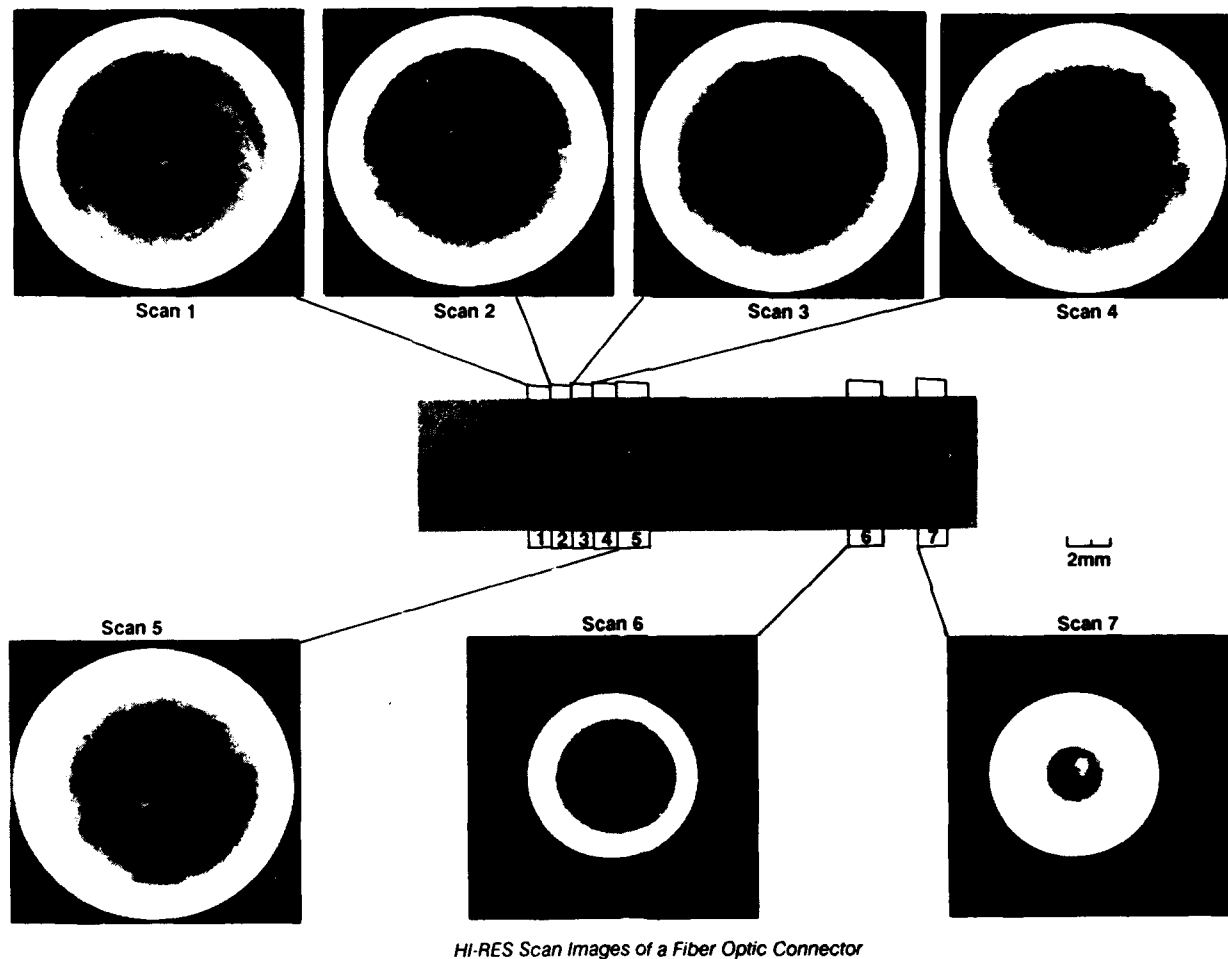 Scan 1
Scan 2
Scan 3
Scan 4
1 2 3 4 5
6
7
2mm
Scan 5
Scan 6
Scan 7
HI-RES Scan Images of a Fiber Optic Connector